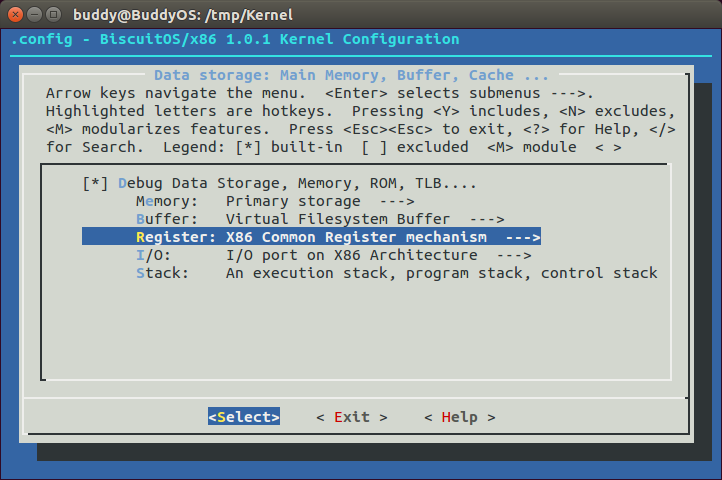 buddy@BuddyOS: /tmp/Kernel
.config - BiscuitOS/x86 1.0.1 Kernel Configuration
Data storage: Main Memory, Buffer, Cache ...
Arrow keys navigate the menu.  <Enter> selects submenus --->.
Highlighted letters are hotkeys.  Pressing <Y> includes, <N> excludes,
<M> modularizes features.  Press <Esc><Esc> to exit, <?> for Help, </>
for Search.  Legend: [*] built-in  [ ] excluded  <M> module  < >
[*] Debug Data Storage, Memory, ROM, TLB....
Memory:   Primary storage  --->
Buffer:   Virtual Filesystem Buffer  --->
Register: X86 Common Register mechanism  --->
I/O:      I/O port on X86 Architecture  --->
Stack:    An execution stack, program stack, control stack
<Select>    < Exit >    < Help >